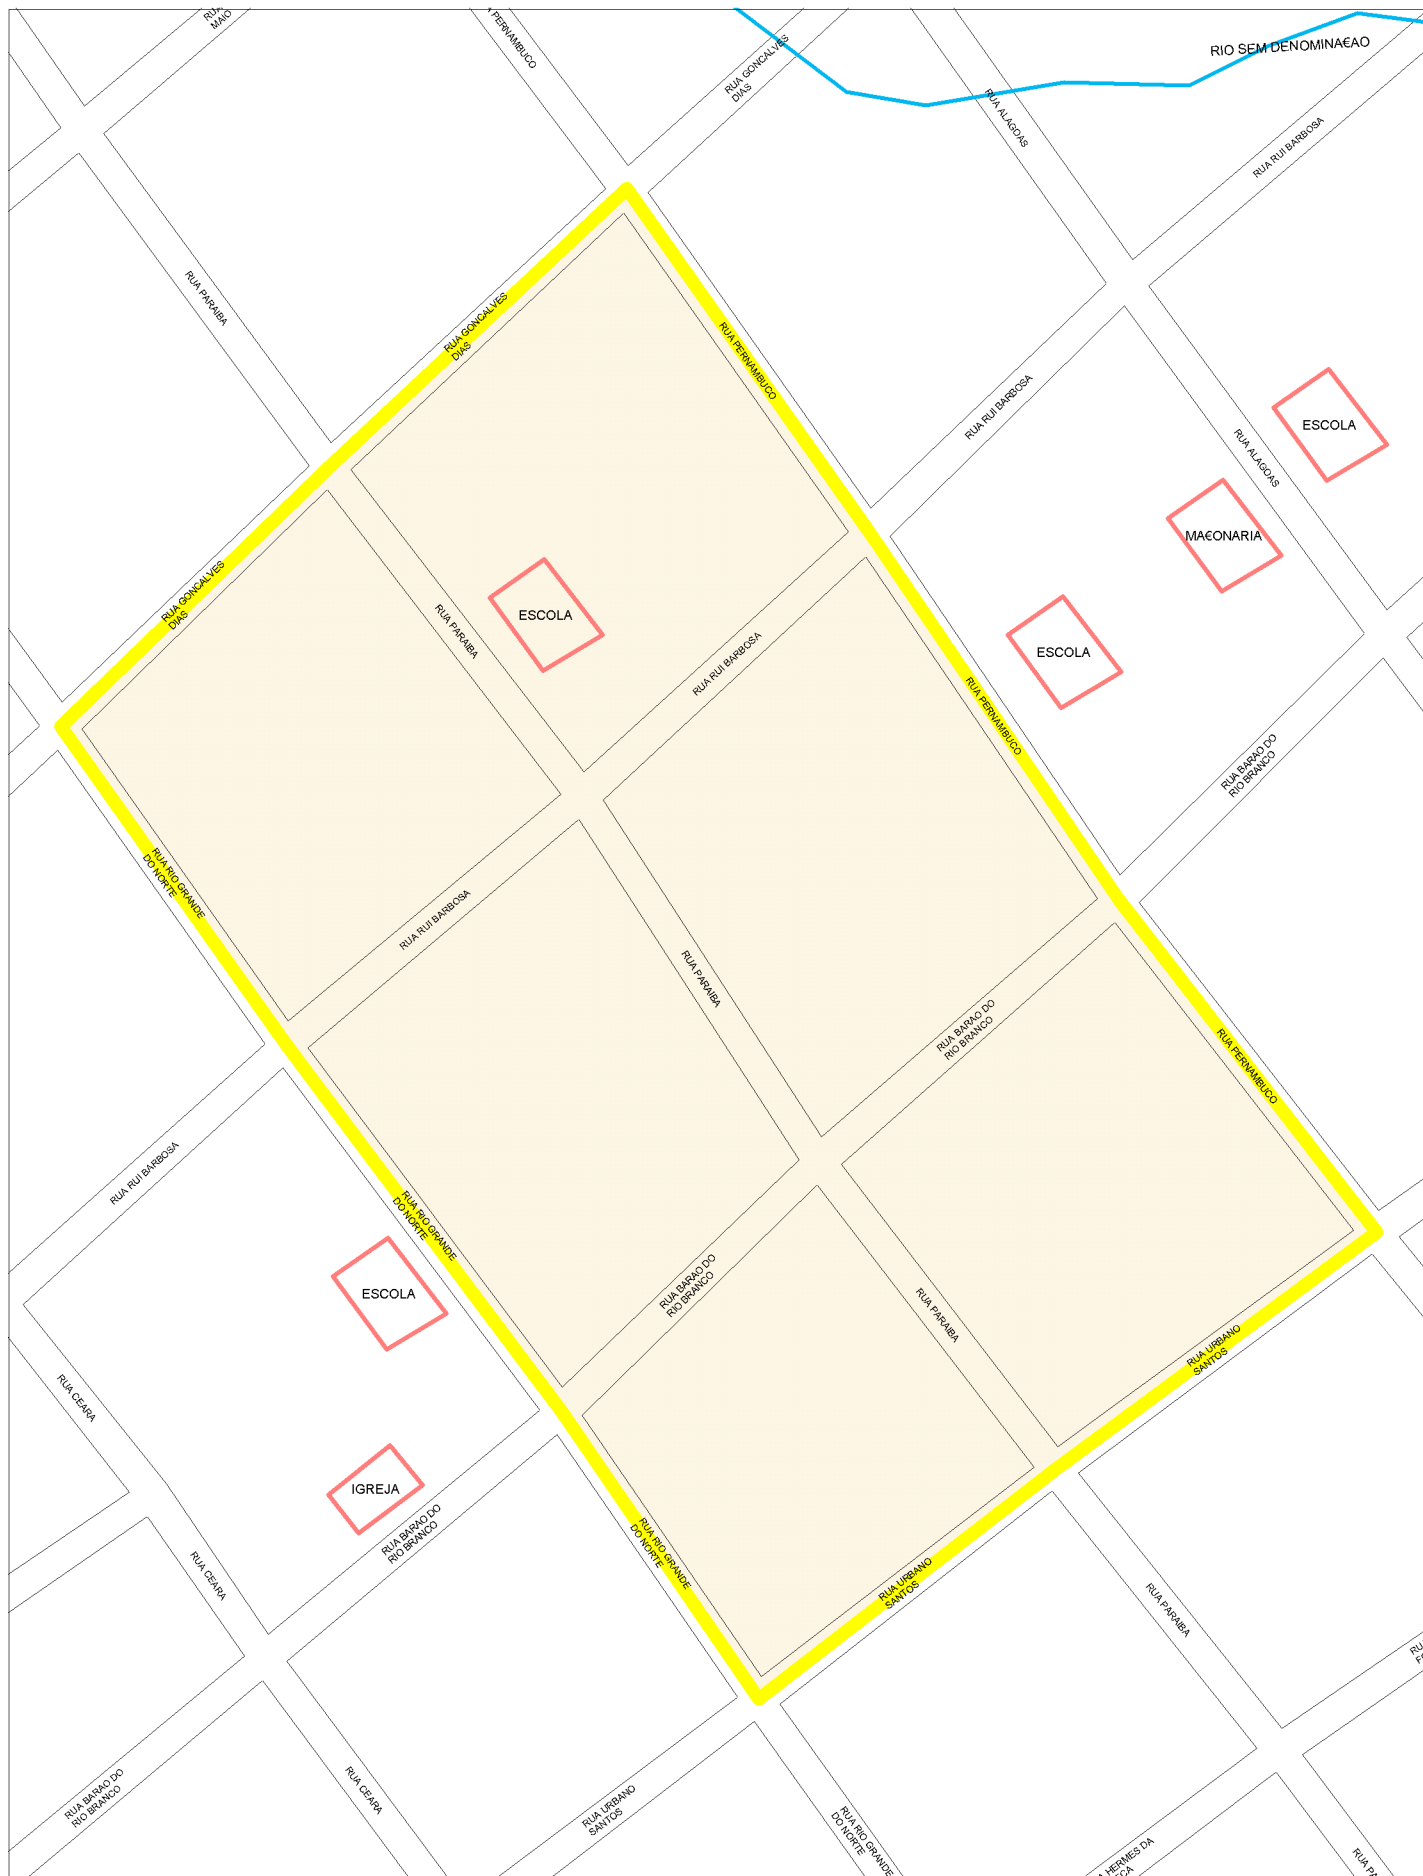 MAIO
PERNAMBUCO
RUA GONCALVES
DIAS
RIO SEM DENOMINA€AO
RUA ALAGOAS
RUA RUI BARBOSA
RUA PARAIBA
RUA GONCALVES
DIAS
RUA PERNAMBUCO
RUA RUI BARBOSA
ESCOLA
RUA ALAGOAS
MA€ONARIA
RUA GONCALVES
DIAS
ESCOLA
RUA PARAIBA
RUA RUI BARBOSA
ESCOLA
RUA PERNAMBUCO
RUA BARAO DO
RIO BRANCO
RUA RIO GRANDE
DO NORTE
RUA RUI BARBOSA
RUA PARAIBA
RUA BARAO DO
RIO BRANCO
RUA PERNAMBUCO
RUA RUI BARBOSA
RUA RIO GRANDE
DO NORTE
ESCOLA
RUA BARAO DO
RIO BRANCO
RUA PARAIBA
RUA URBANO
SANTOS
RUA CEARA
IGREJA
RUA BARAO DO
RIO BRANCO
RUA RIO GRANDE
DO NORTE
RUA CEARA
RUA URBANO
SANTOS
RUA PARAIBA
RUA BARAO DO
RIO BRANCO
RUA CEARA
RUA URBANO
SANTOS
RUA RIO GRANDE
DO NORTE
HERMES DA